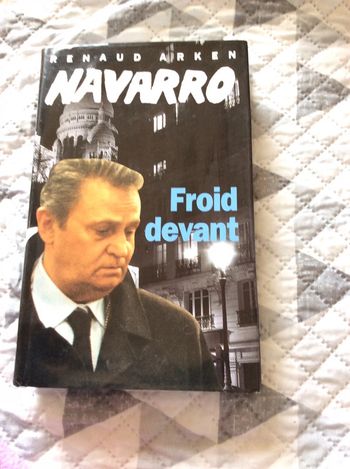 RENAUD ARKEN
NAVARRO
Froid
devant